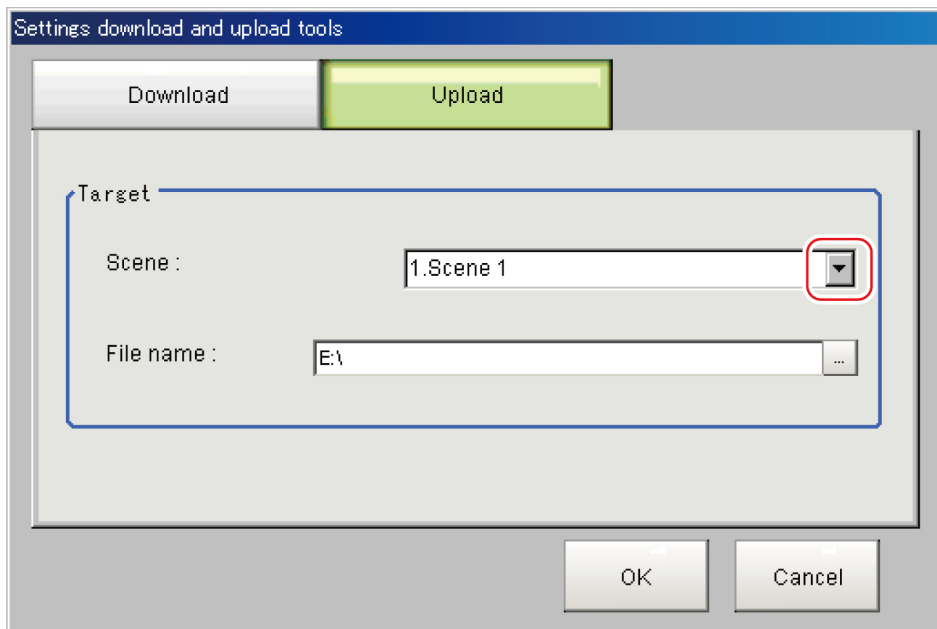 Settings download and upload tools
Download
Upload
Target
Scene :
1.Scene 1
File name :
E:\
...
OK
Cancel